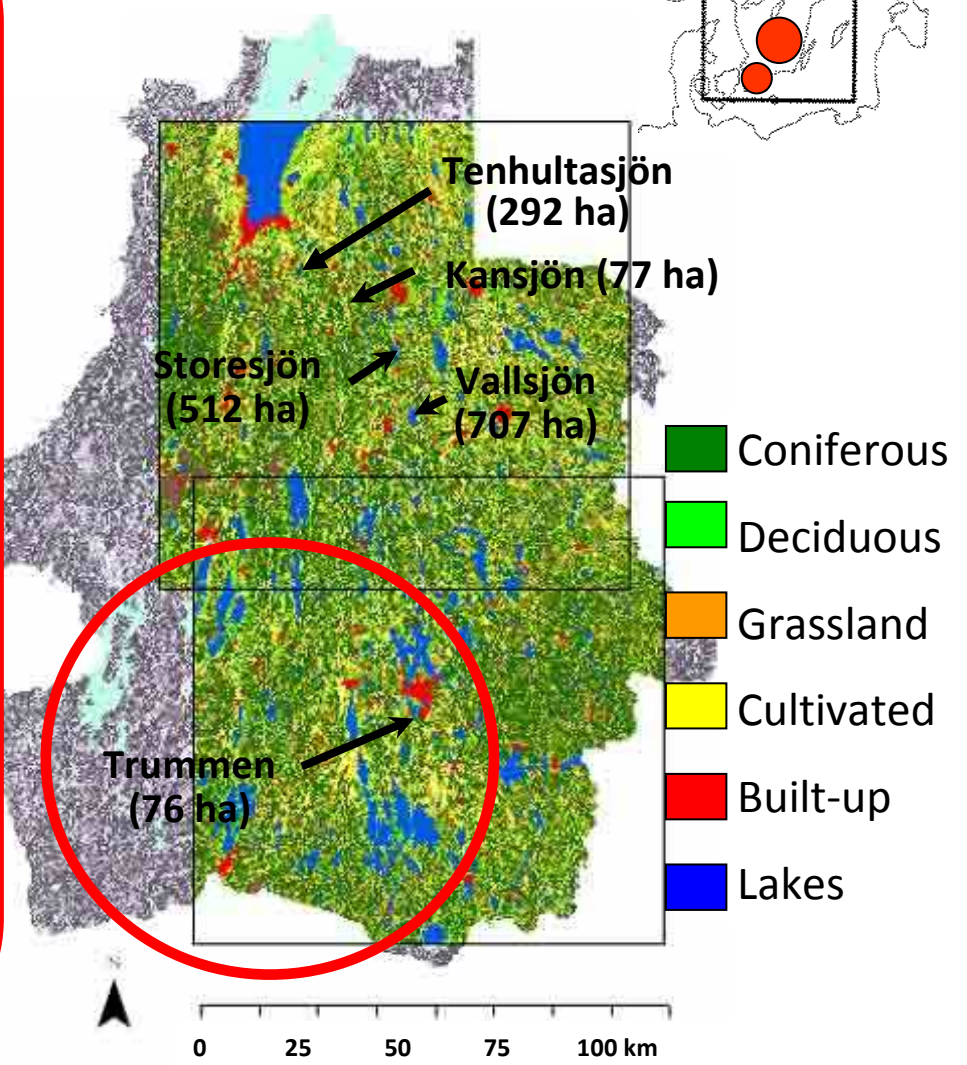 Tenhultasjön
(292 ha)
Kansjön (77 ha)
Storesjön
(512 ha)
Vallsjön
(707 ha)
Coniferous
Deciduous
Grassland
Cultivated
Built-up
Lakes
Trummen
(76 ha)
N
0 25 50 75 100 km